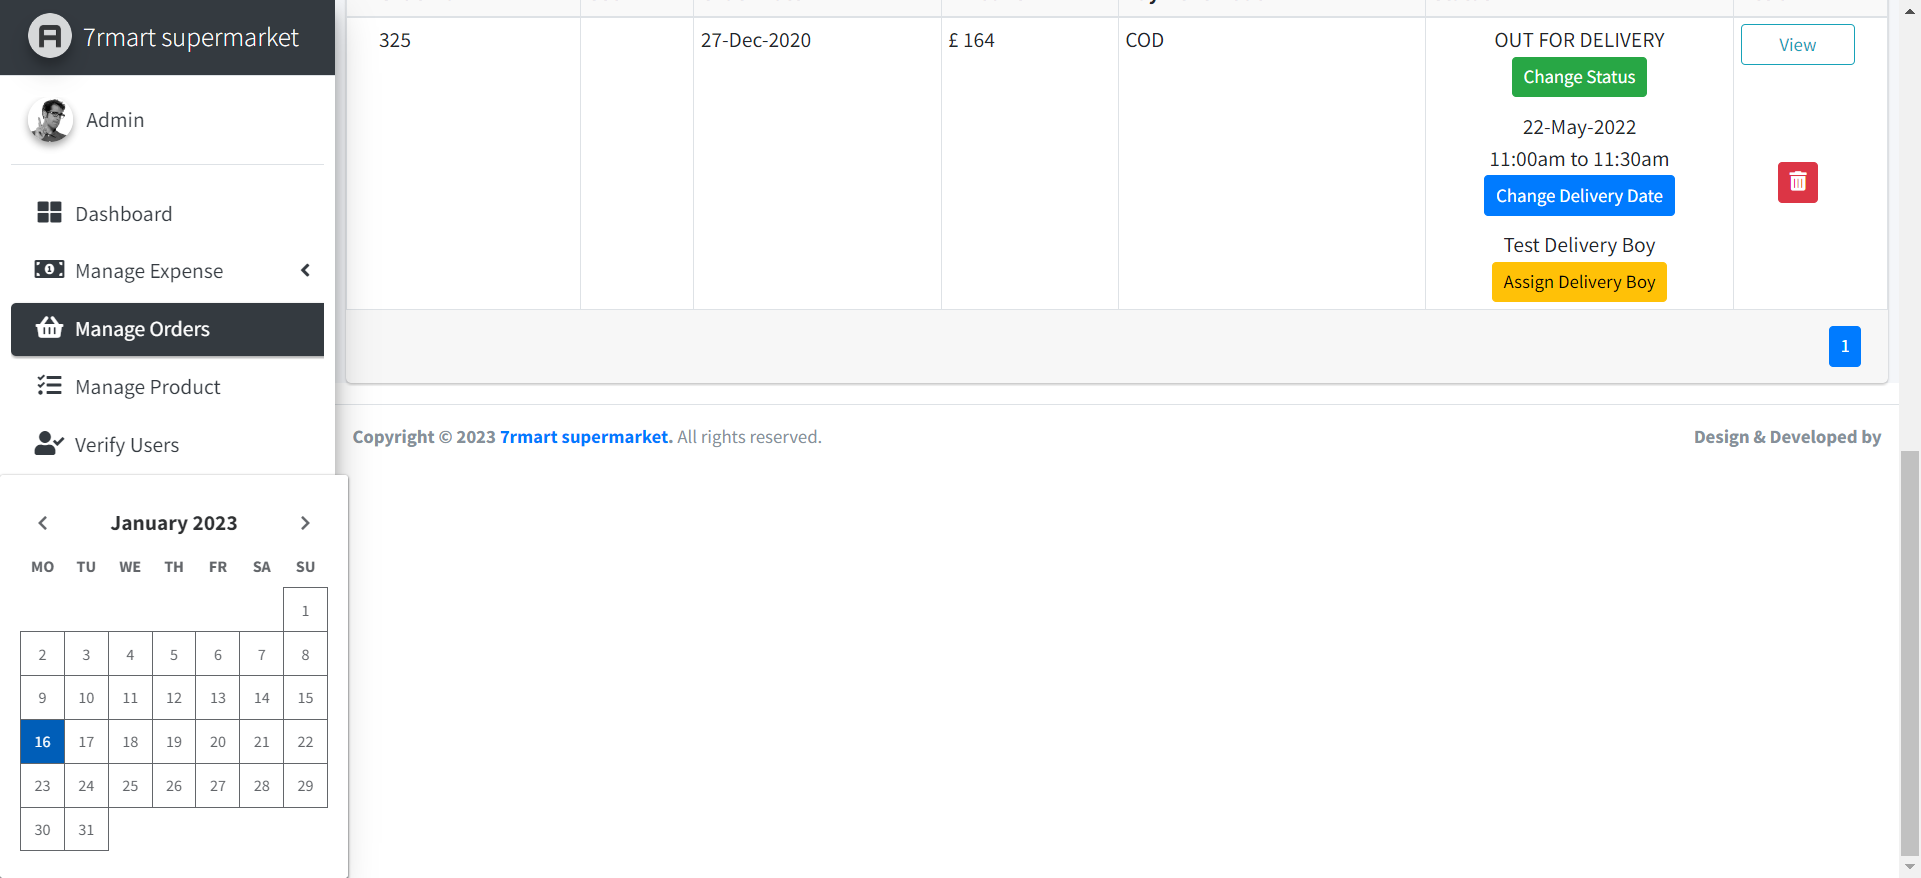 7rmart supermarket
Admin
Dashboard
Manage Expense
Manage Orders
Manage Product
Verify Users
325
27-Dec-2020
£ 164
COD
OUT FOR DELIVERY
Change Status
22-May-2022
11:00am to 11:30am
Change Delivery Date
Test Delivery Boy
Assign Delivery Boy
View
1
Copyright © 2023 7rmart supermarket. All rights reserved.
Design & Developed by
January 2023
MO TU WE TH FR SA SU
1
2 3 4 5 6 7 8
9 10 11 12 13 14 15
16 17 18 19 20 21 22
23 24 25 26 27 28 29
30 31